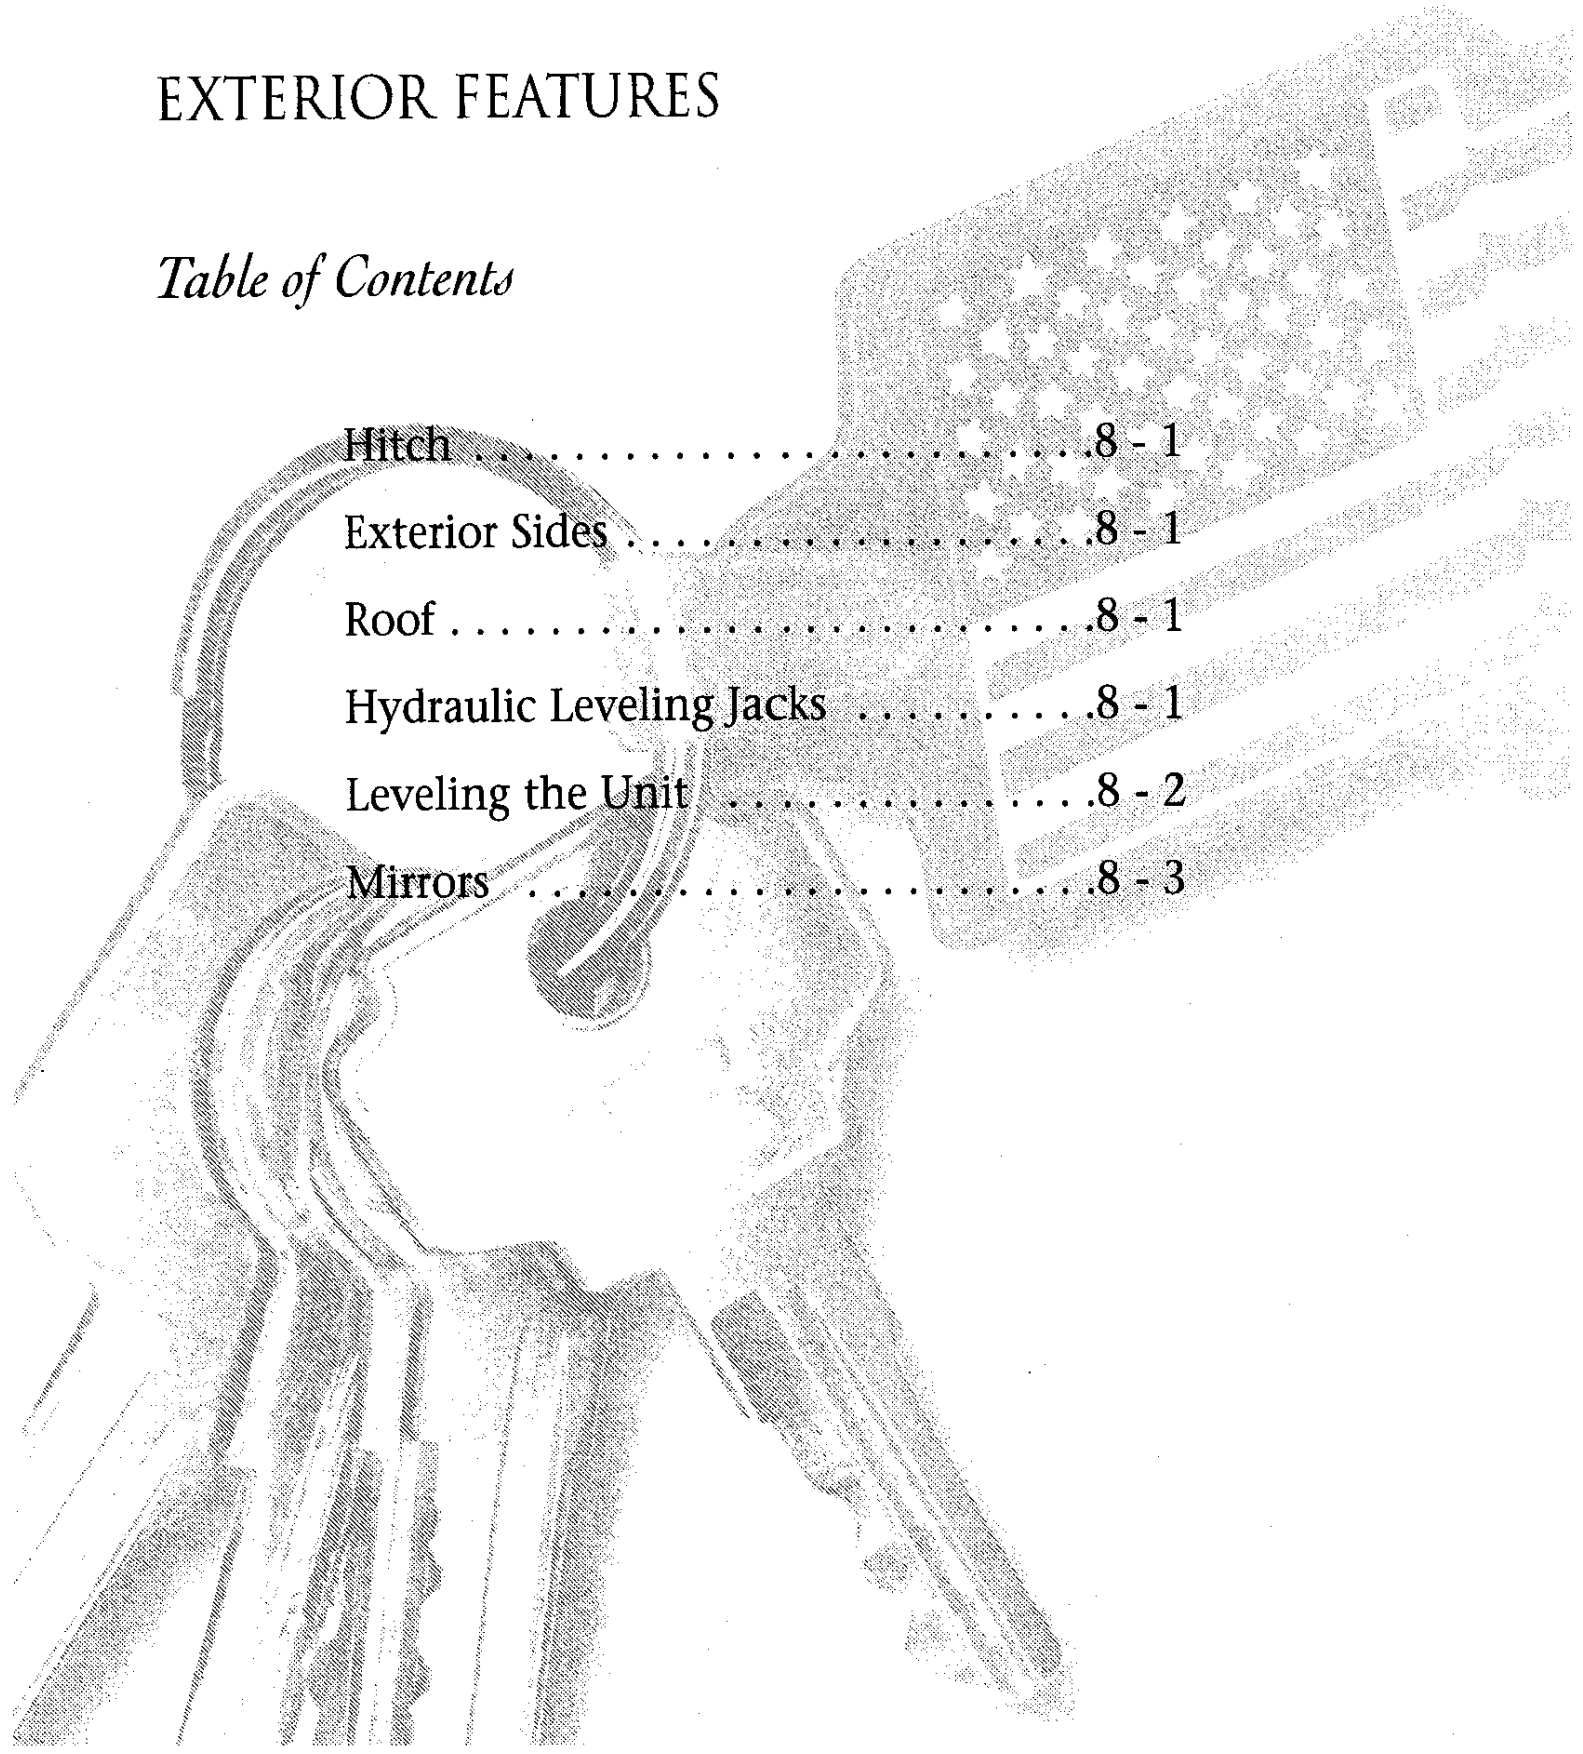 EXTERIOR FEATURES
Table of Contents
Hitch . . . . . . . . . . . . . . . . . . . . . . . . .8 - 1
Exterior Sides . . . . . . . . . . . . . . . . . . .8 - 1
Roof . . . . . . . . . . . . . . . . . . . . . . . . . .8 - 1
Hydraulic Leveling Jacks . . . . . . . . . .8 - 1
Leveling the Unit . . . . . . . . . . . . . . .8 - 2
Mirrors . . . . . . . . . . . . . . . . . . . . . . .8 - 3